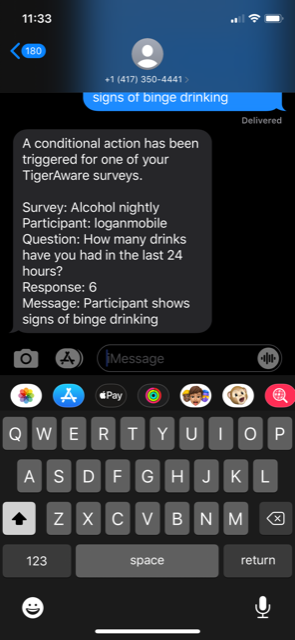 11:33
180
+1 (417) 350-4441 >
signs of binge drinking
Delivered
A conditional action has been
triggered for one of your
TigerAware surveys.
Survey: Alcohol nightly
Participant: loganmobile
Question: How many drinks
have you had in the last 24
hours?
Response: 6
Message: Participant shows
signs of binge drinking
iMessage
Pay
Q W E R T Y U I O P
A S D F G H J K L
Z X C V B N M
123 space return